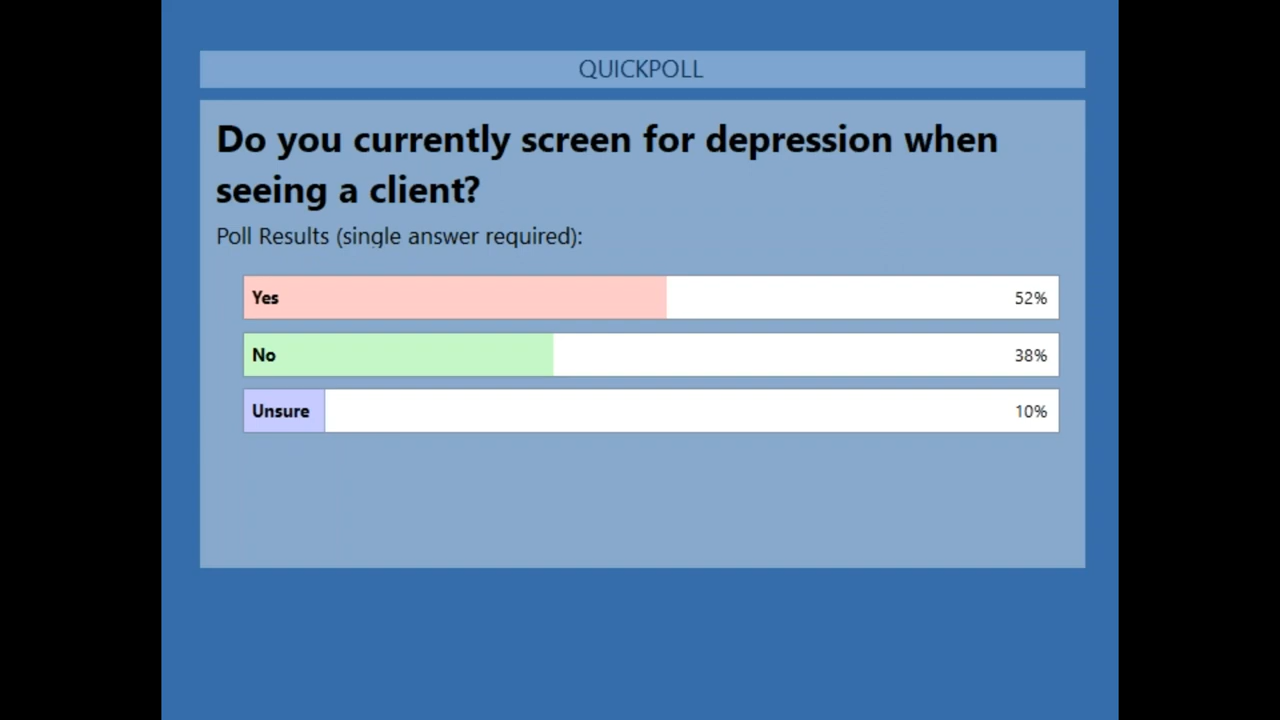 QUICKPOLL
Do you currently screen for depression when
seeing a client?
Poll Results (single answer required):
Yes 52%
No 38%
Unsure 10%